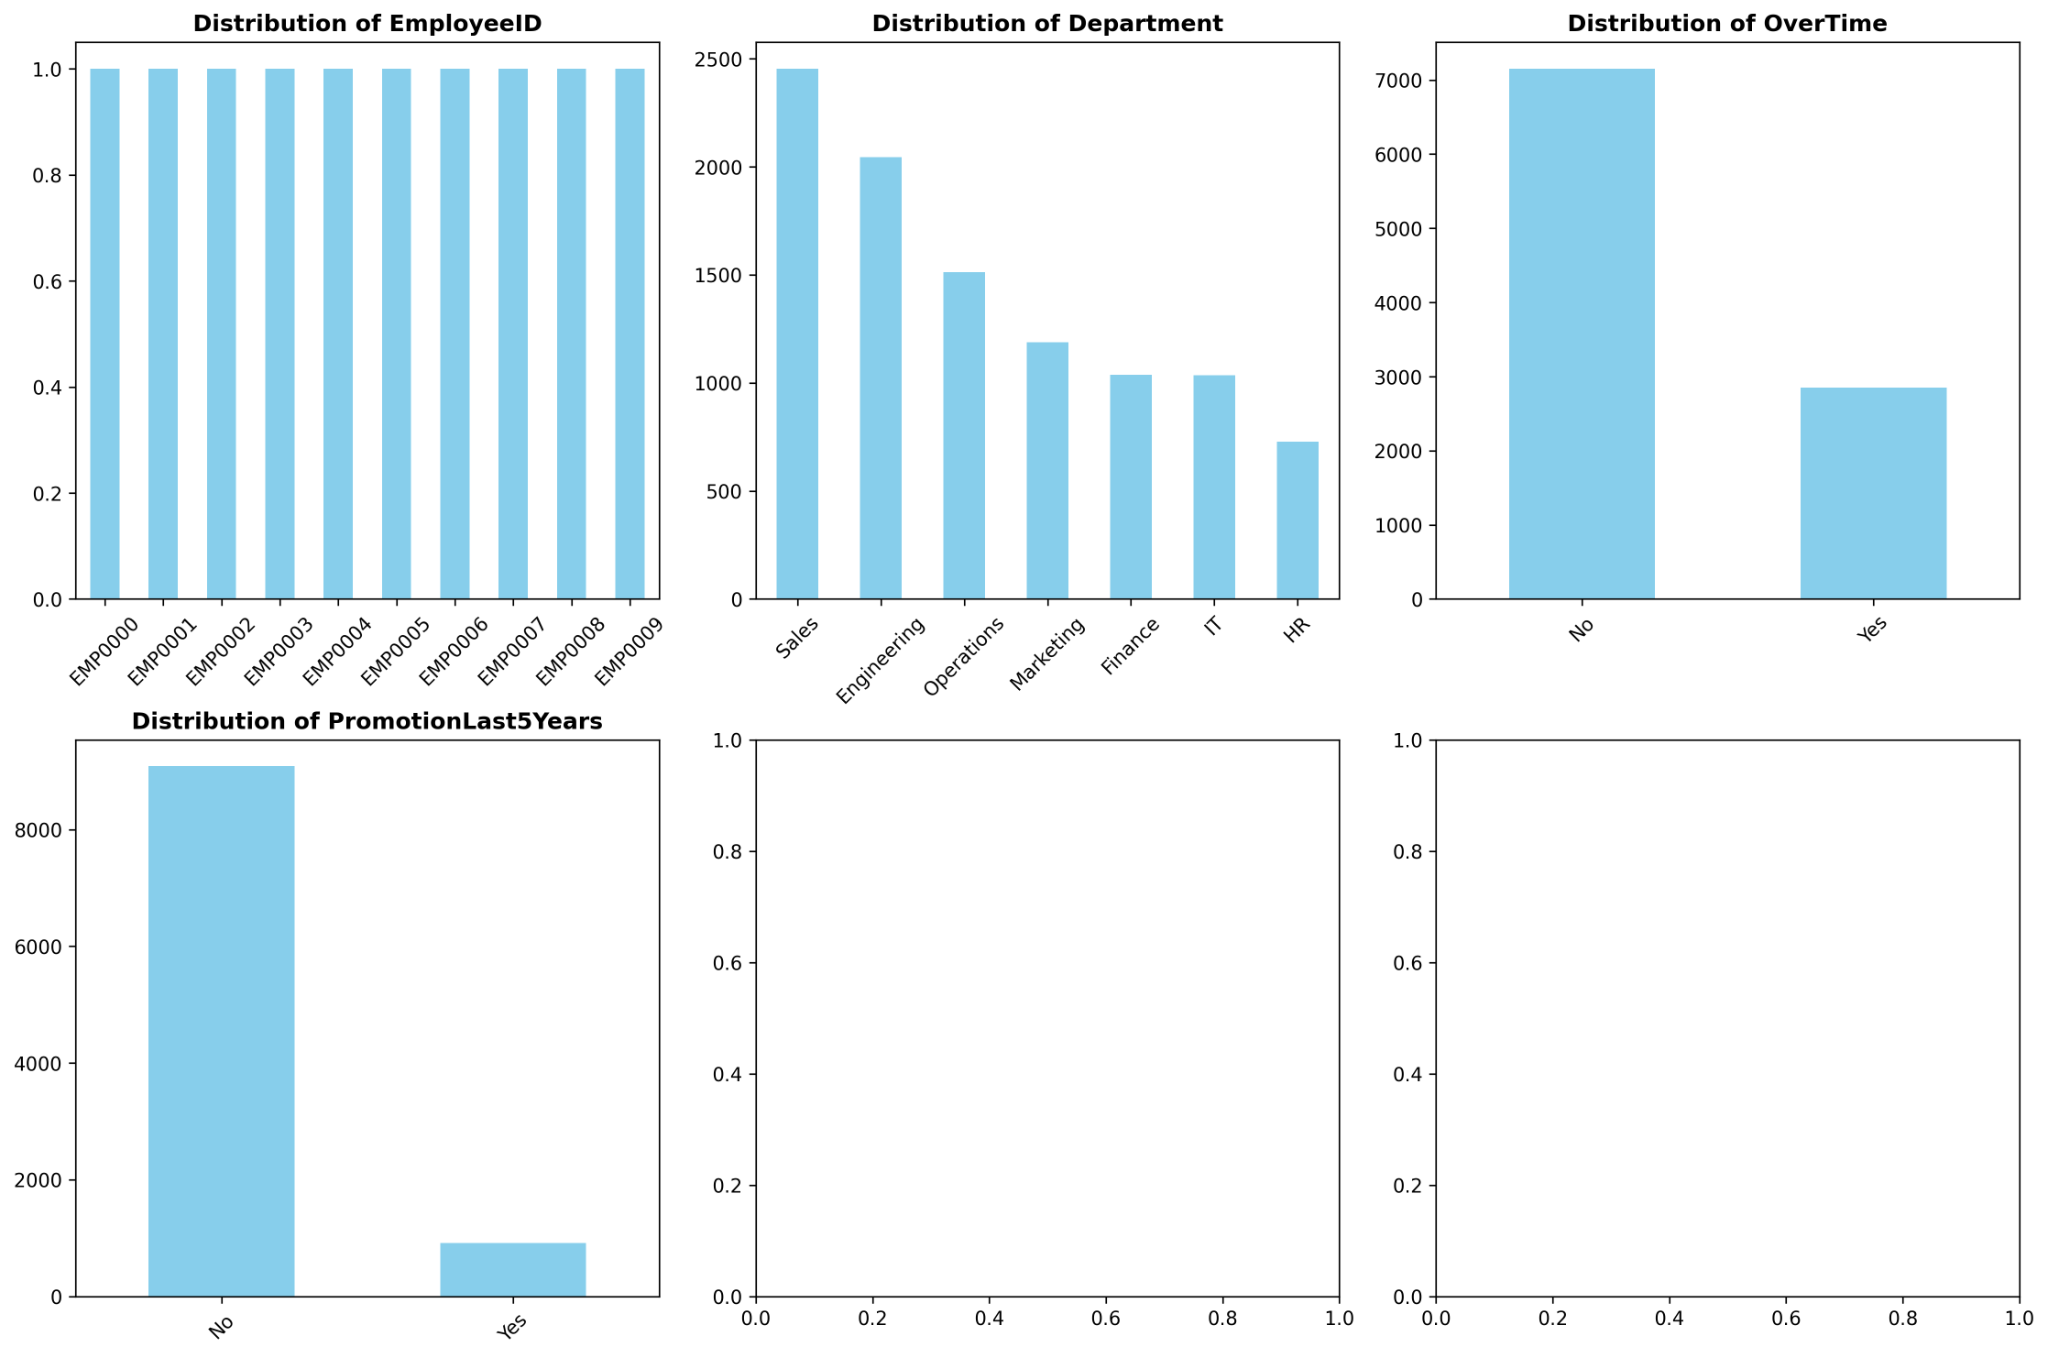 Distribution of EmployeeID
1.0
0.8
0.6
0.4
0.2
0.0
EMP0000
EMP0001
EMP0002
EMP0003
EMP0004
EMP0005
EMP0006
EMP0007
EMP0008
EMP0009
Distribution of Department
2500
2000
1500
1000
500
0
Sales
Engineering
Operations
Marketing
Finance
IT
HR
Distribution of OverTime
7000
6000
5000
4000
3000
2000
1000
0
No
Yes
Distribution of PromotionLast5Years
8000
6000
4000
2000
0
No
Yes
1.0
0.8
0.6
0.4
0.2
0.0
0.0 0.2 0.4 0.6 0.8 1.0
1.0
0.8
0.6
0.4
0.2
0.0
0.0 0.2 0.4 0.6 0.8 1.0